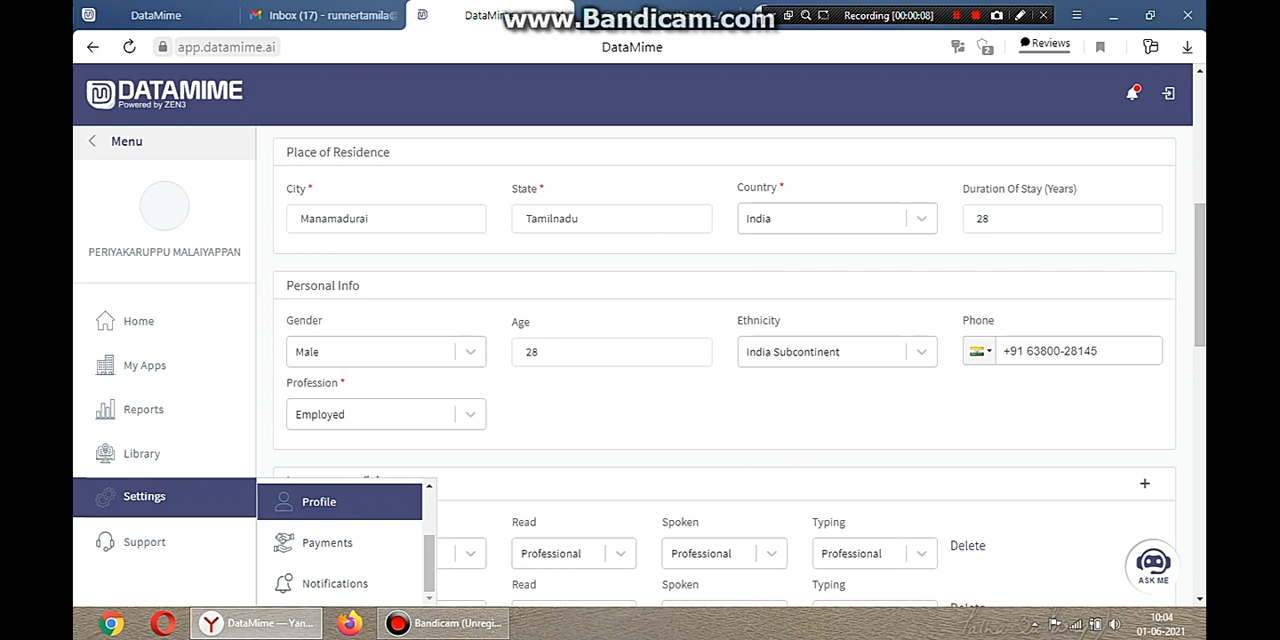 DataMime
Inbox (17) - runnertamila
DataMi
www.Bandicam.com
Recording [00:00:08]
app.datamime.ai
DataMime
2
Reviews
DATAMIME
Powered by ZEN3
Menu
PERIYAKARUPPU MALAIYAPPAN
Home
My Apps
Reports
Library
Settings
Support
Profile
Payments
Notifications
Place of Residence
City *
State *
Country *
Duration Of Stay (Years)
Manamadurai
Tamilnadu
India
28
Personal Info
Gender
Age
Ethnicity
Phone
Male
28
India Subcontinent
+91 63800-28145
Profession *
Employed
+
Read
Spoken
Typing
Professional
Professional
Professional
Delete
Read
Spoken
Typing
ASK ME
DataMime — Yan...
Bandicam (Unregi...
10:04
01-06-2021